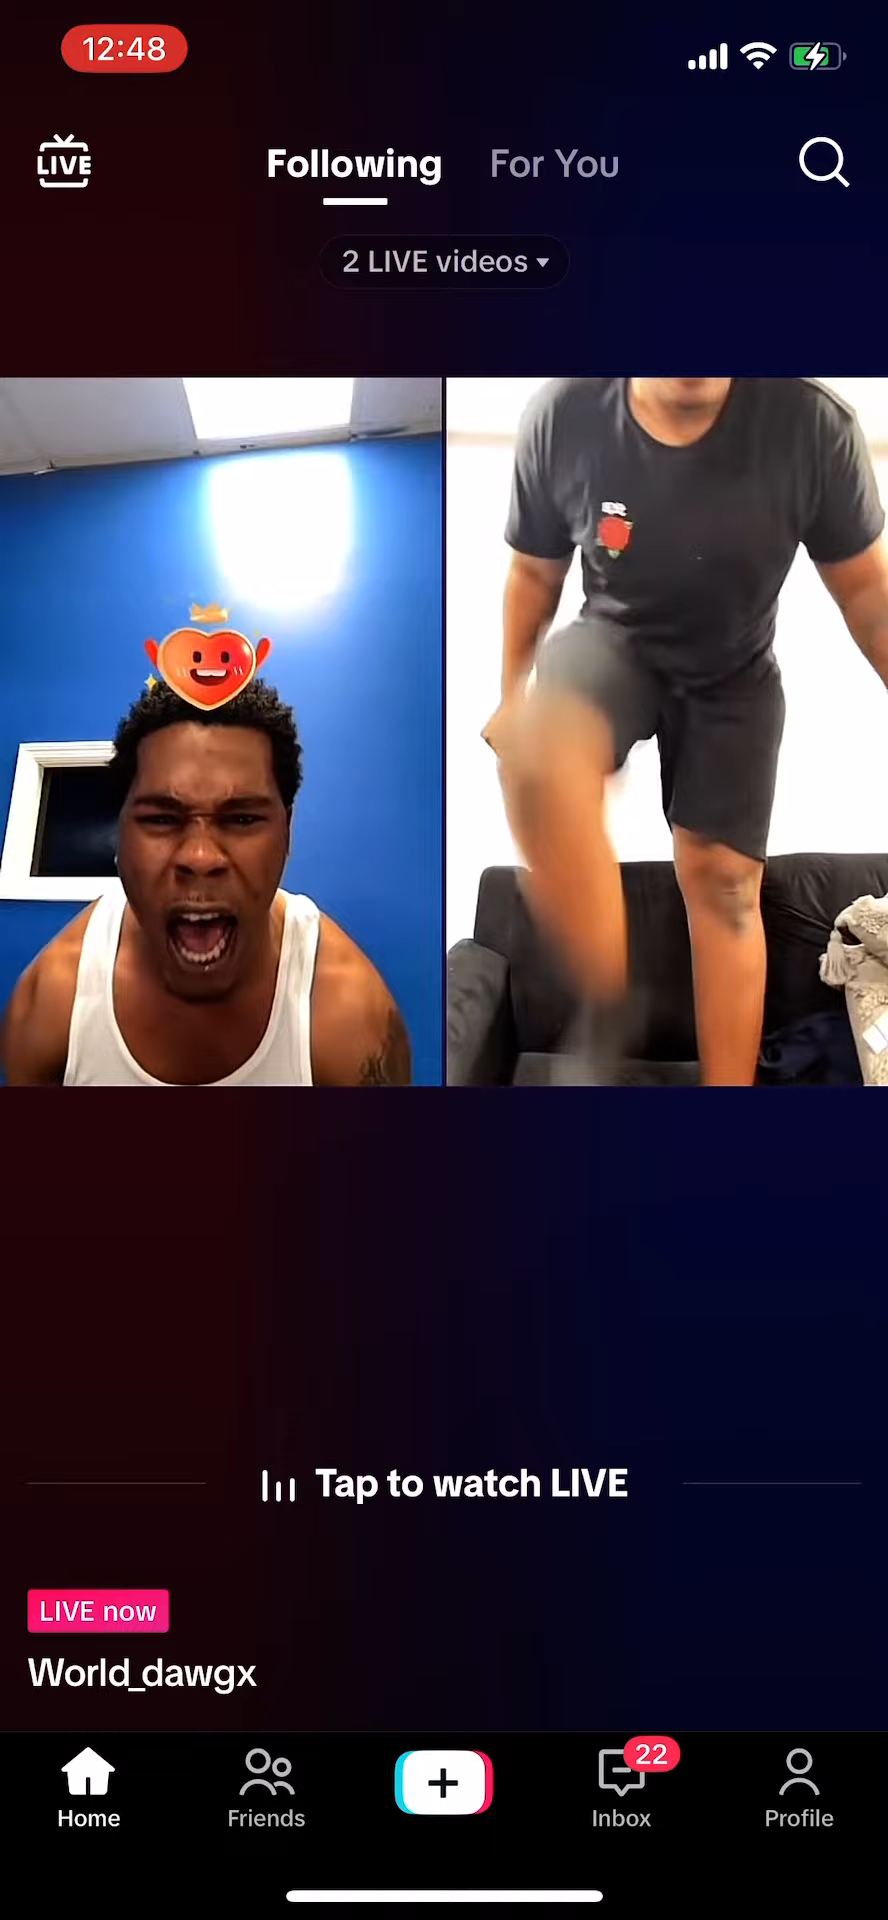 12:48
LIVE
Following
For You
2 LIVE videos
Tap to watch LIVE
LIVE now
World_dawgx
22
Home
Friends
Inbox
Profile